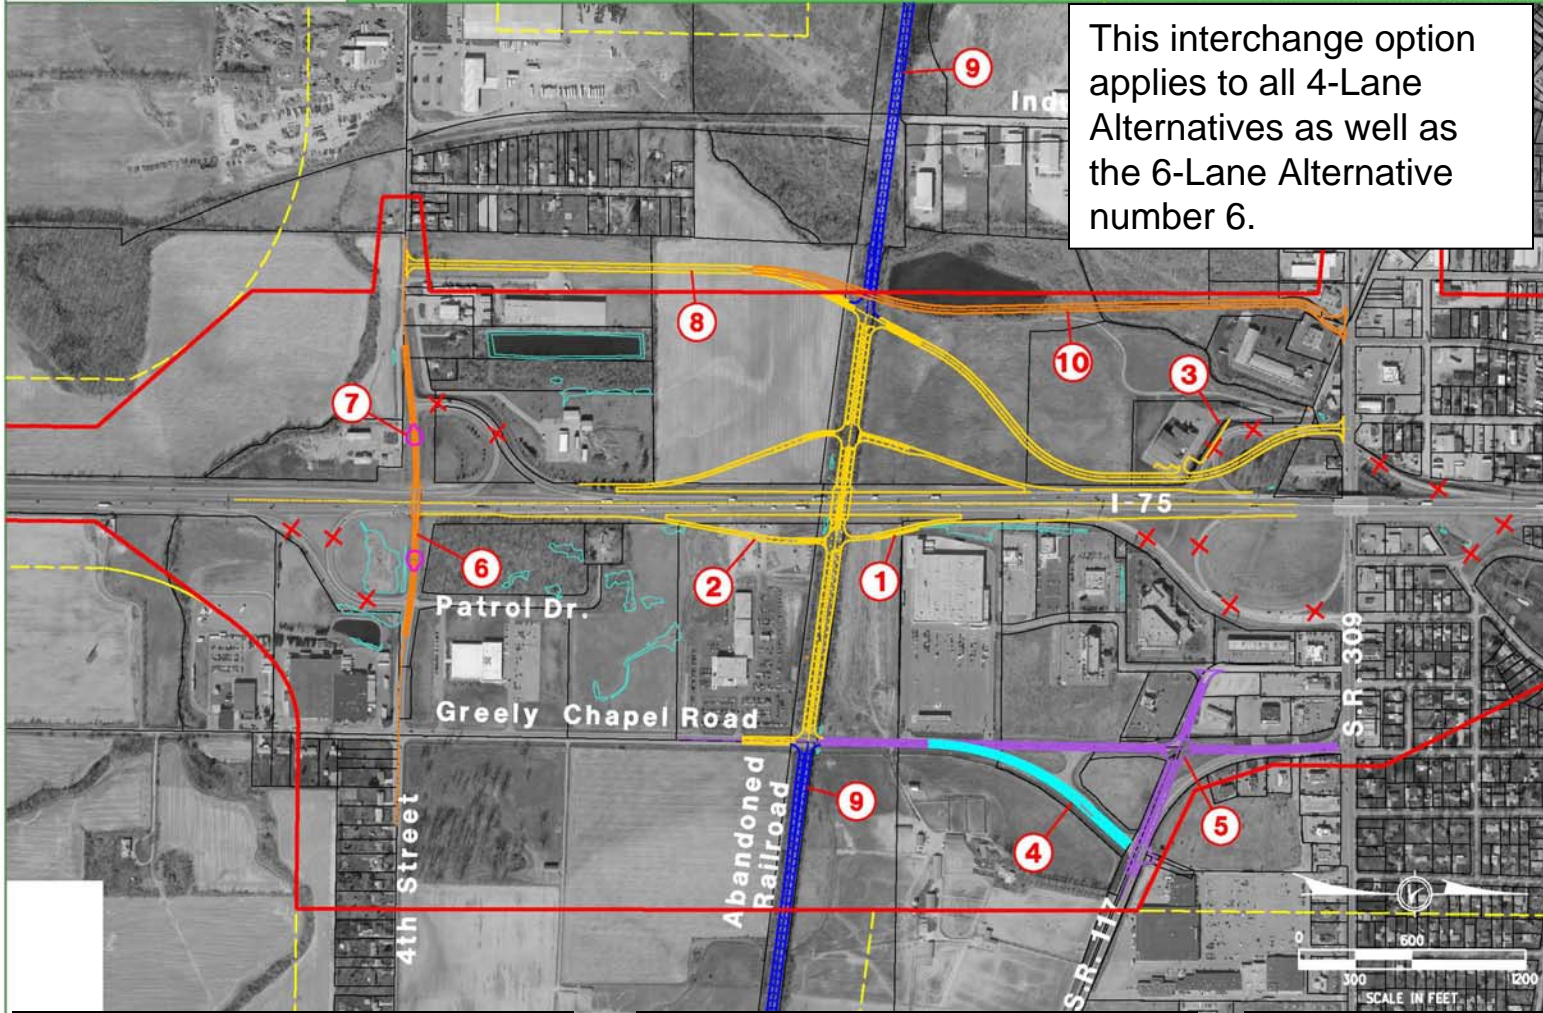 This interchange option
applies to all 4-Lane
Alternatives as well as
the 6-Lane Alternative
number 6.
9
8
10
3
7
I-75
6
2
1
Patrol Dr.
Greely Chapel Road
S.R. 309
Abandoned
Railroad
9
4
5
4th Street
S.R. 117
0
600
300
1200
SCALE IN FEET